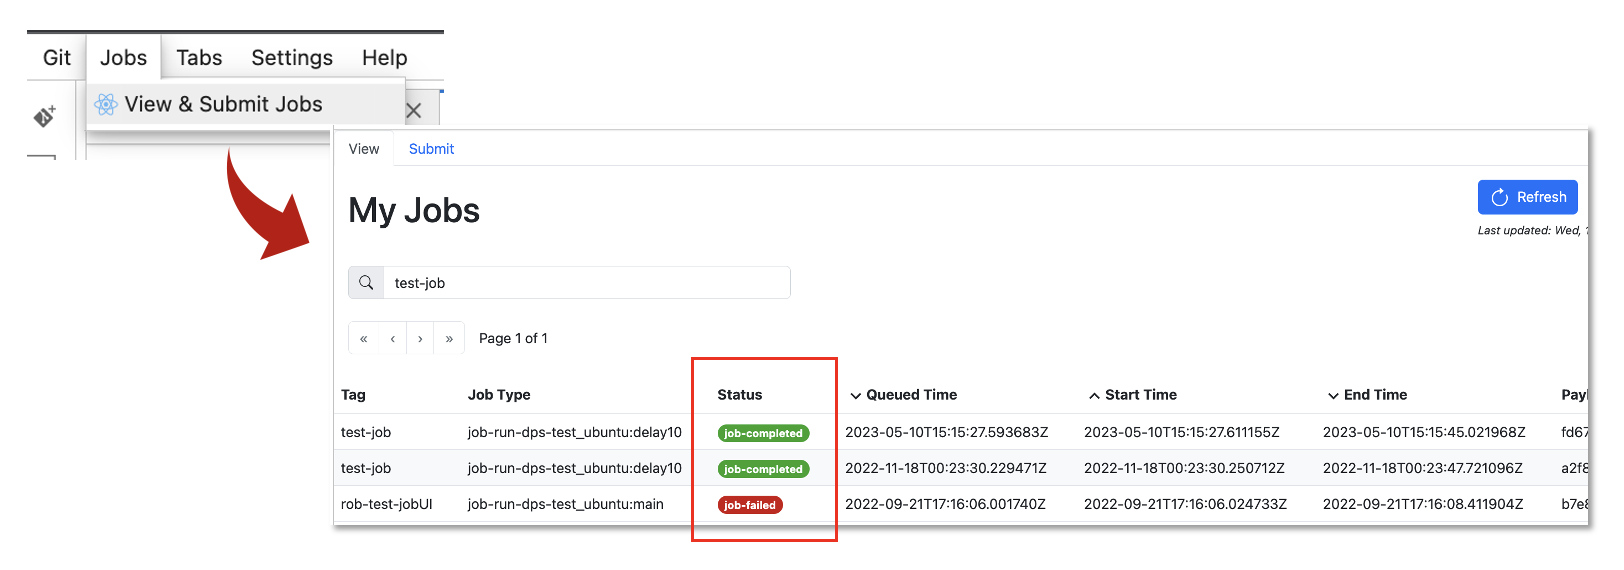 Git Jobs Tabs Settings Help
View & Submit Jobs
View Submit
My Jobs
Refresh
Last updated: Wed,
test-job
« ‹ › » Page 1 of 1
Tag Job Type Status Queued Time Start Time End Time
test-job job-run-dps-test_ubuntu:delay10 job-completed 2023-05-10T15:15:27.593683Z 2023-05-10T15:15:27.611155Z 2023-05-10T15:15:45.021968Z fd67
test-job job-run-dps-test_ubuntu:delay10 job-completed 2022-11-18T00:23:30.229471Z 2022-11-18T00:23:30.250712Z 2022-11-18T00:23:47.721096Z a2f8
rob-test-jobUI job-run-dps-test_ubuntu:main job-failed 2022-09-21T17:16:06.001740Z 2022-09-21T17:16:06.024733Z 2022-09-21T17:16:08.411904Z b7e8